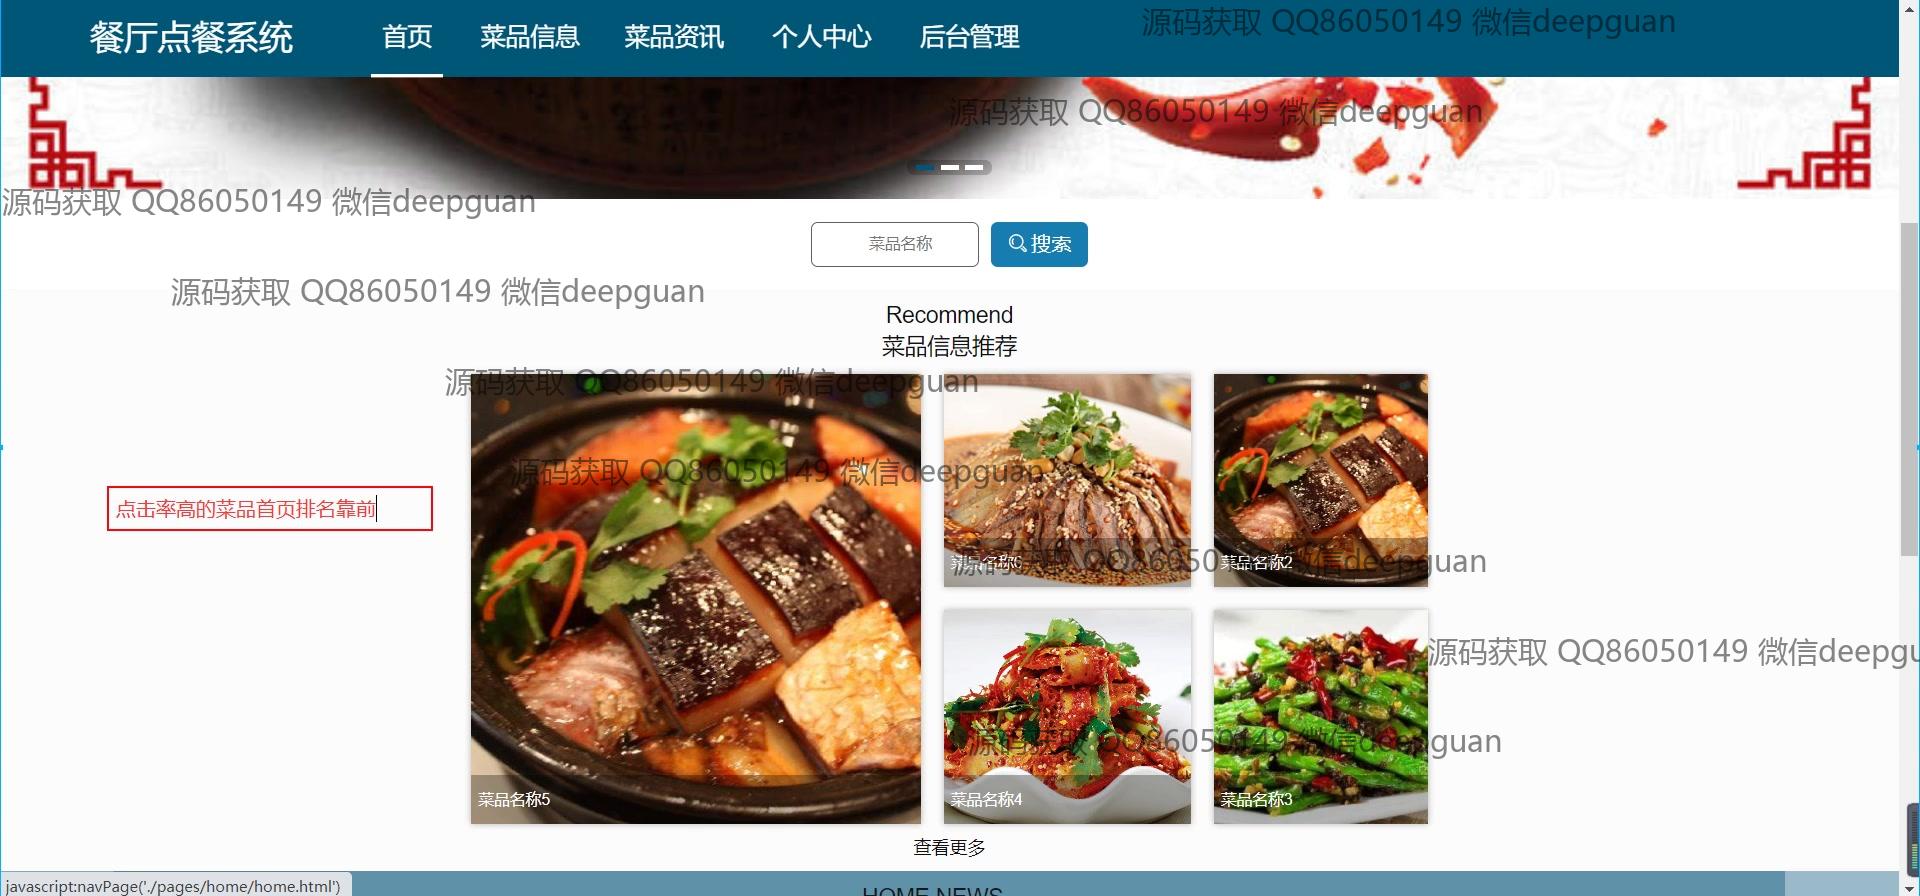 餐厅点餐系统 首页 菜品信息 菜品资讯 个人中心 后台管理
源码获取 QQ86050149 微信deepguan
源码获取 QQ86050149 微信deepguan
源码获取 QQ86050149 微信deepguan
菜品名称 搜索
源码获取 QQ86050149 微信deepguan
Recommend
菜品信息推荐
源码获取 QQ86050149 微信deepguan
源码获取 QQ86050149 微信deepguan
点击率高的菜品首页排名靠前
源码获取 QQ86050149 微信deepguan
菜品名称6
菜品名称2
源码获取 QQ86050149 微信deepgu
源码获取 QQ86050149 微信deepguan
菜品名称5
菜品名称4
菜品名称3
查看更多
javascript:navPage('./pages/home/home.html')
HOME NEWS